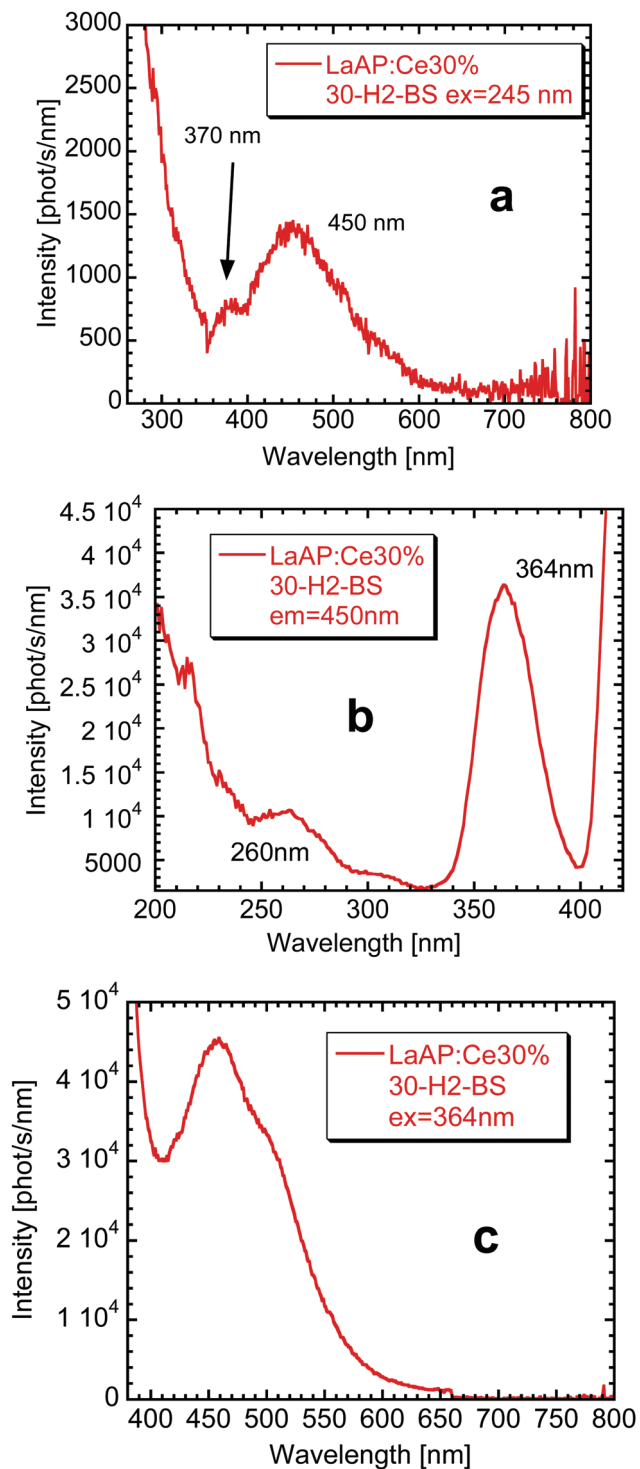 3000
2500
2000
1500
1000
500
0
Intensity [phot/s/nm]
LaAP:Ce30%
30-H2-BS ex=245 nm
370 nm
450 nm
a
300 400 500 600 700 800
Wavelength [nm]
4.5 10⁴
4 10⁴
3.5 10⁴
3 10⁴
2.5 10⁴
2 10⁴
1.5 10⁴
1 10⁴
5000
Intensity [phot/s/nm]
LaAP:Ce30%
30-H2-BS
em=450nm
364nm
b
260nm
200 250 300 350 400
Wavelength [nm]
5 10⁴
4 10⁴
3 10⁴
2 10⁴
1 10⁴
0
Intensity [phot/s/nm]
LaAP:Ce30%
30-H2-BS
ex=364nm
c
400 450 500 550 600 650 700 750 800
Wavelength [nm]